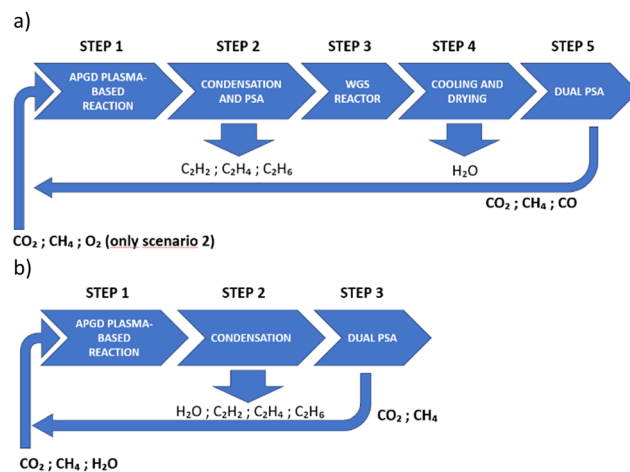 a)
STEP 1 STEP 2 STEP 3 STEP 4 STEP 5
APGD PLASMA-
BASED
REACTION
CONDENSATION
AND PSA
WGS
REACTOR
COOLING AND
DRYING
DUAL PSA
C₂H₂ ; C₂H₄ ; C₂H₆
H₂O
CO₂ ; CH₄ ; CO
CO₂ ; CH₄ ; O₂ (only scenario 2)
b)
STEP 1 STEP 2 STEP 3
APGD PLASMA-
BASED
REACTION
CONDENSATION
DUAL PSA
H₂O ; C₂H₂ ; C₂H₄ ; C₂H₆
CO₂ ; CH₄
CO₂ ; CH₄ ; H₂O